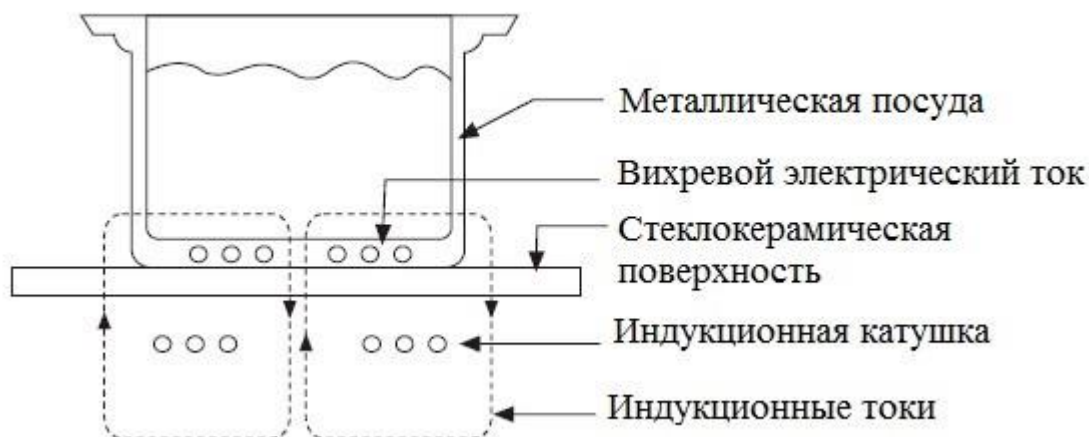 Металлическая посуда
Вихревой электрический ток
Стеклокерамическая
поверхность
Индукционная катушка
Индукционные токи